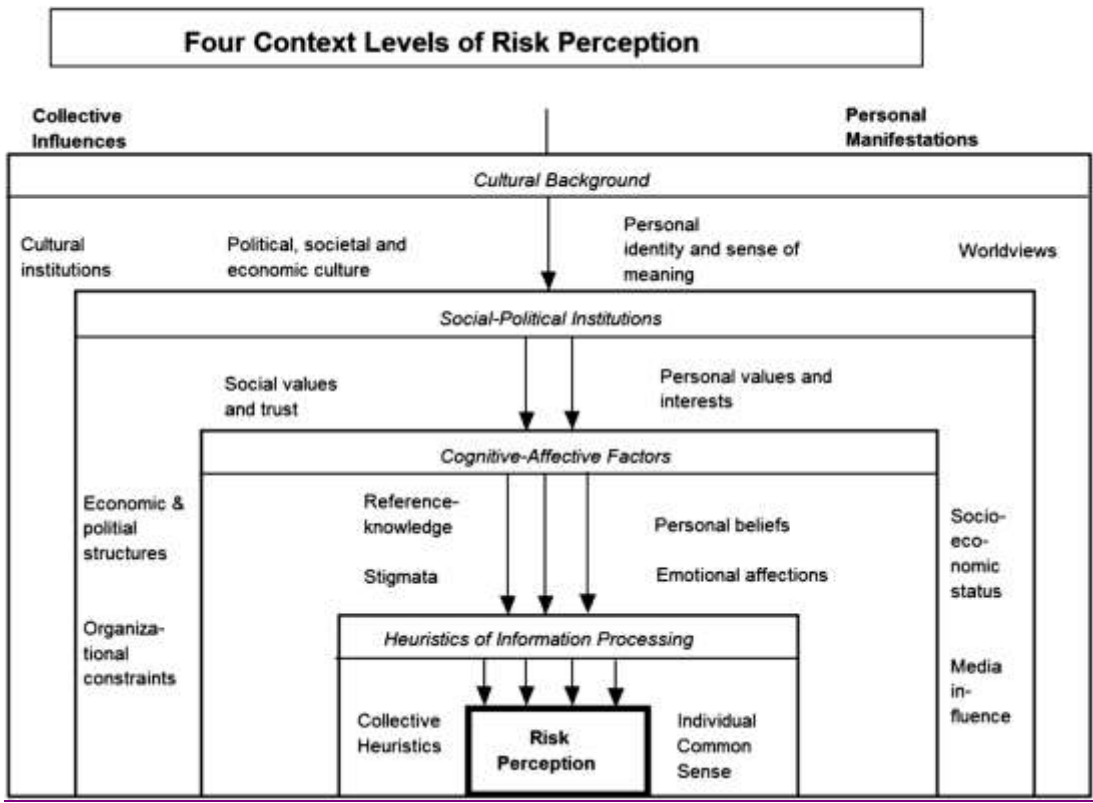 Four Context Levels of Risk Perception
Collective
Influences
Personal
Manifestations
Cultural Background
Cultural
institutions
Political, societal and
economic culture
Personal
identity and sense of
meaning
Worldviews
Social-Political Institutions
Social values
and trust
Personal values and
interests
Cognitive-Affective Factors
Economic &
politial
structures
Reference-
knowledge
Personal beliefs
Socio-
eco-
nomic
status
Stigmata
Emotional affections
Heuristics of Information Processing
Organiza-
tional
constraints
Media
in-
fluence
Collective
Heuristics
Risk
Perception
Individual
Common
Sense